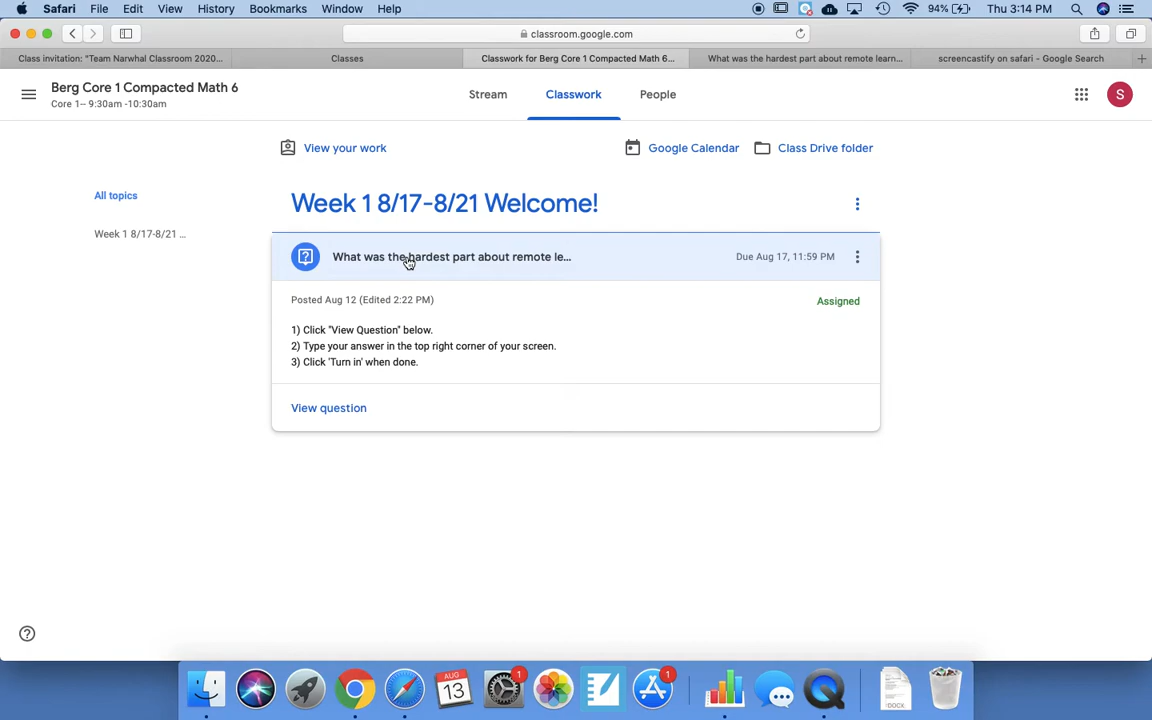 Safari File Edit View History Bookmarks Window Help 94% Thu 3:14 PM
classroom.google.com
Class invitation: "Team Narwhal Classroom 2020... Classes Classwork for Berg Core 1 Compacted Math 6... What was the hardest part about remote learn... screencastify on safari - Google Search
Berg Core 1 Compacted Math 6
Core 1-- 9:30am -10:30am
Stream Classwork People
S
View your work Google Calendar Class Drive folder
All topics
Week 1 8/17-8/21 ...
Week 1 8/17-8/21 Welcome!
What was the hardest part about remote le... Due Aug 17, 11:59 PM
Posted Aug 12 (Edited 2:22 PM) Assigned
1) Click "View Question" below.
2) Type your answer in the top right corner of your screen.
3) Click 'Turn in' when done.
View question
AUG
13
1
1
DOCX